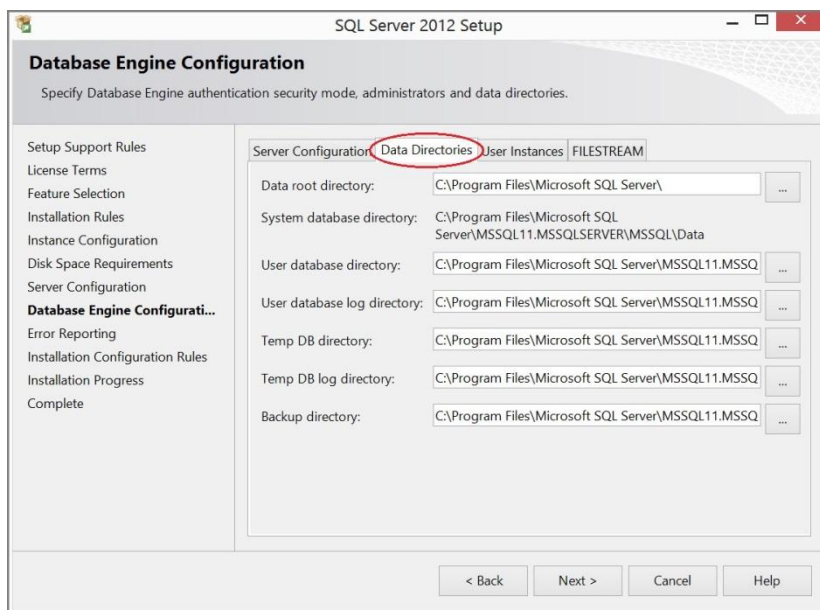 SQL Server 2012 Setup
Database Engine Configuration
Specify Database Engine authentication security mode, administrators and data directories.
Setup Support Rules
License Terms
Feature Selection
Installation Rules
Instance Configuration
Disk Space Requirements
Server Configuration
Database Engine Configurati...
Error Reporting
Installation Configuration Rules
Installation Progress
Complete
Server Configuration Data Directories User Instances FILESTREAM
Data root directory: C:\Program Files\Microsoft SQL Server\ ...
System database directory: C:\Program Files\Microsoft SQL
Server\MSSQL11.MSSQLSERVER\MSSQL\Data
User database directory: C:\Program Files\Microsoft SQL Server\MSSQL11.MSSQ ...
User database log directory: C:\Program Files\Microsoft SQL Server\MSSQL11.MSSQ ...
Temp DB directory: C:\Program Files\Microsoft SQL Server\MSSQL11.MSSQ ...
Temp DB log directory: C:\Program Files\Microsoft SQL Server\MSSQL11.MSSQ ...
Backup directory: C:\Program Files\Microsoft SQL Server\MSSQL11.MSSQ ...
< Back Next > Cancel Help